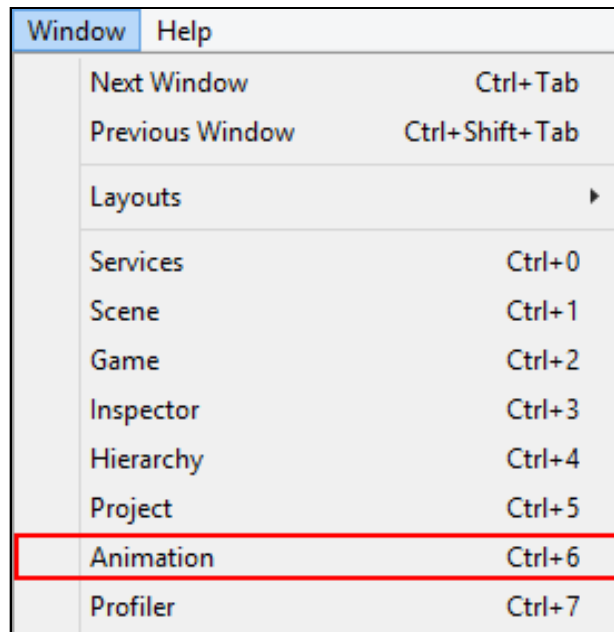 Window Help
Next Window Ctrl+Tab
Previous Window Ctrl+Shift+Tab
Layouts
Services Ctrl+0
Scene Ctrl+1
Game Ctrl+2
Inspector Ctrl+3
Hierarchy Ctrl+4
Project Ctrl+5
Animation Ctrl+6
Profiler Ctrl+7